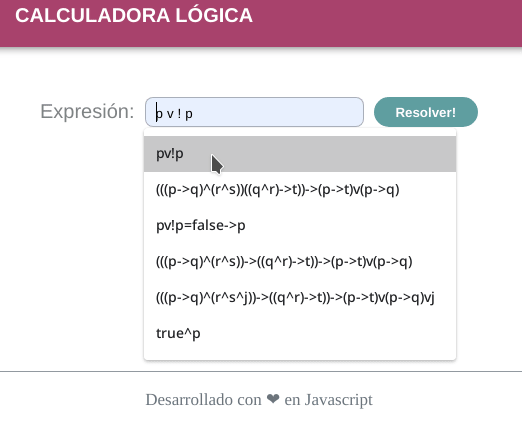 CALCULADORA LÓGICA
Expresión: p v ! p Resolver!
pv!p
(((p->q)^(r^s))((q^r)->t))->(p->t)v(p->q)
pv!p=false->p
(((p->q)^(r^s))->((q^r)->t))->(p->t)v(p->q)
(((p->q)^(r^s^j))->((q^r)->t))->(p->t)v(p->q)vj
true^p
Desarrollado con ❤ en Javascript